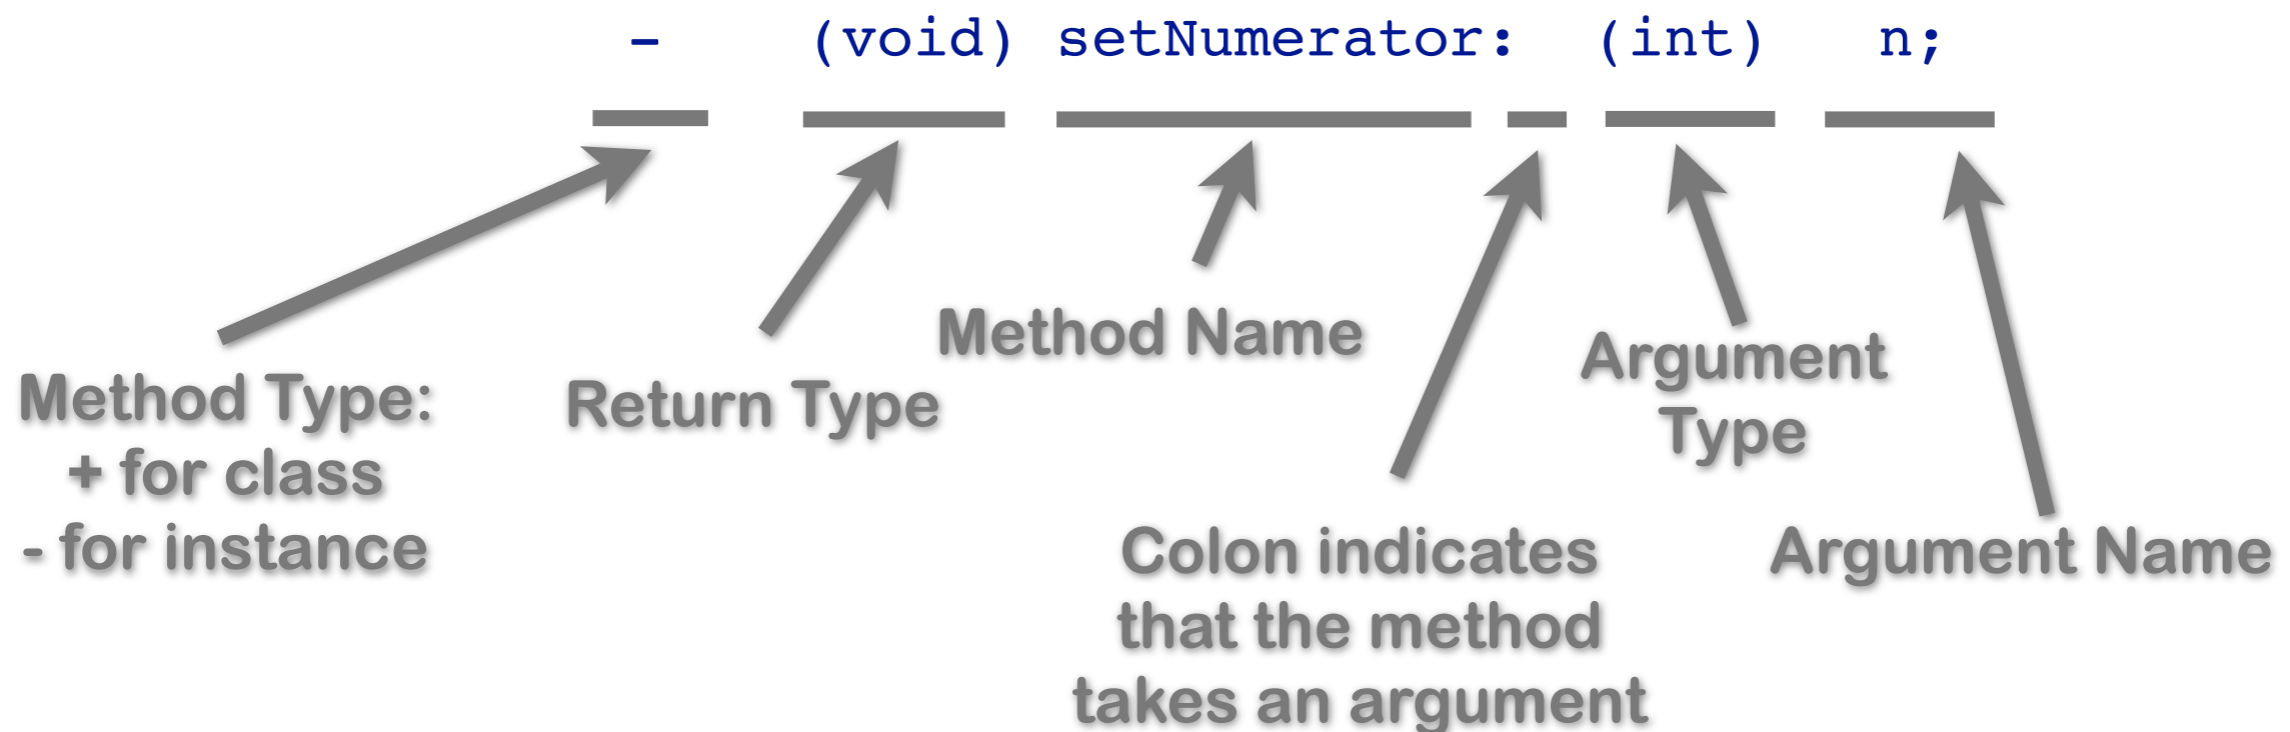 - (void) setNumerator: (int) n;
Method Type:
+ for class
- for instance
Return Type
Method Name
Colon indicates
that the method
takes an argument
Argument
Type
Argument Name